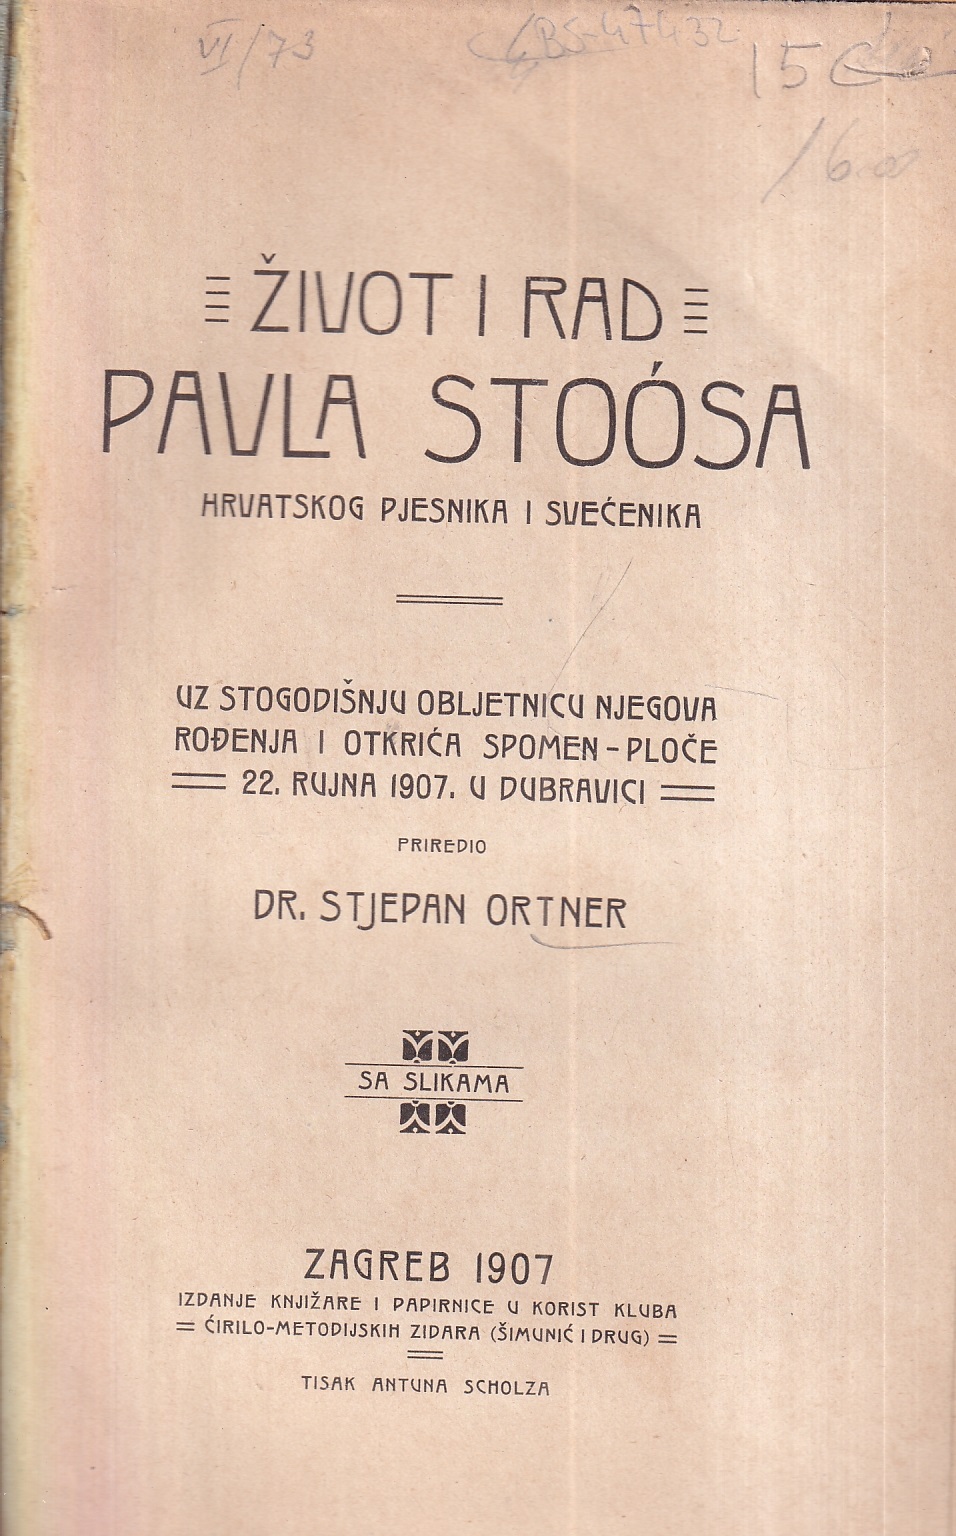 VI/73
CBS-47432
15
ŽIVOT I RAD
PAVLA STOÓSA
HRVATSKOG PJESNIKA I SVEĆENIKA
UZ STOGODIŠNJU OBLJETNICU NJEGOVA
ROĐENJA I OTKRIĆA SPOMEN-PLOČE
22. RUJNA 1907. U DUBRAVICI
PRIREDIO
DR. STJEPAN ORTNER
SA SLIKAMA
ZAGREB 1907
IZDANJE KNJIŽARE I PAPIRNICE U KORIST KLUBA
ĆIRILO-METODIJSKIH ZIDARA (ŠIMUNIĆ I DRUG)
TISAK ANTUNA SCHOLZA